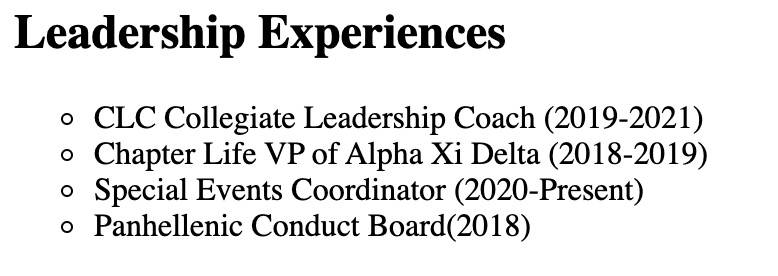 Leadership Experiences
CLC Collegiate Leadership Coach (2019-2021)
Chapter Life VP of Alpha Xi Delta (2018-2019)
Special Events Coordinator (2020-Present)
Panhellenic Conduct Board(2018)